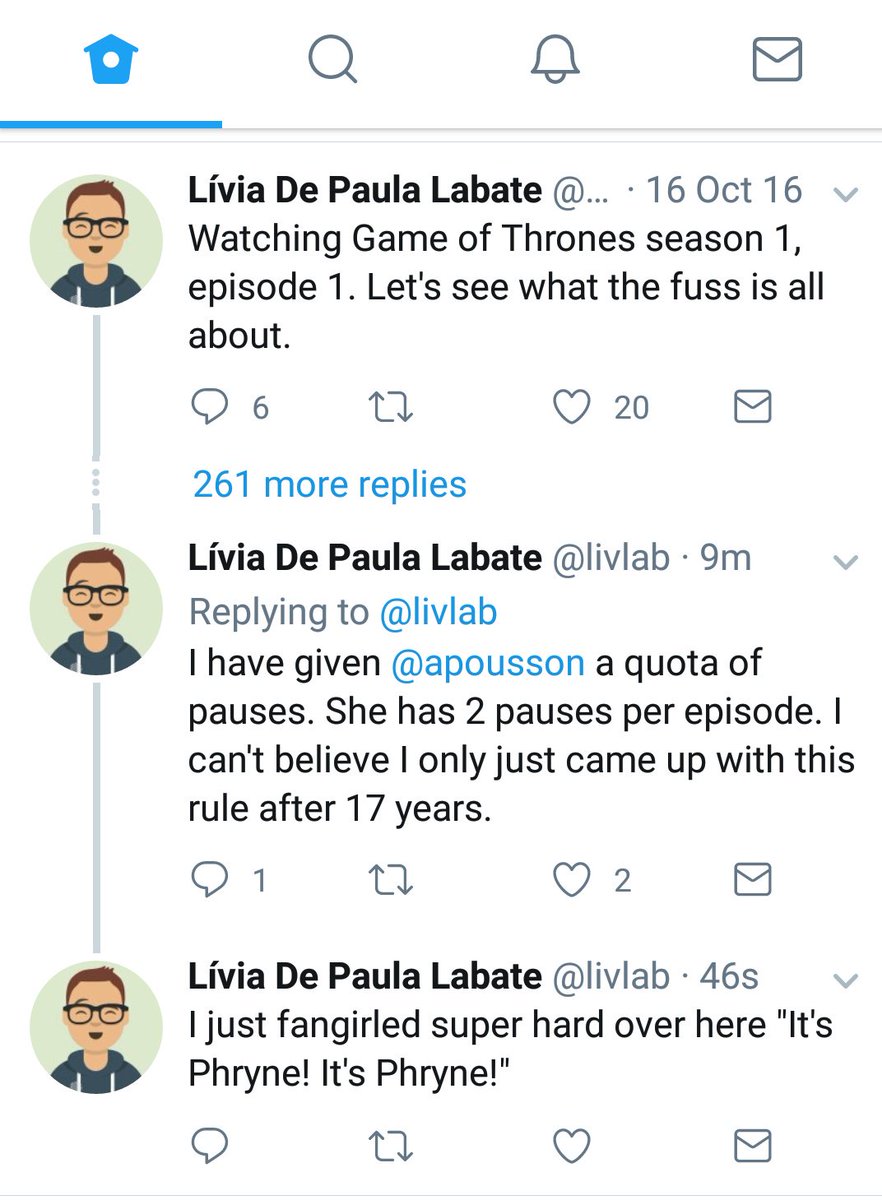 Lívia De Paula Labate @... · 16 Oct 16
Watching Game of Thrones season 1,
episode 1. Let's see what the fuss is all
about.
6 20
261 more replies
Lívia De Paula Labate @livlab · 9m
Replying to @livlab
I have given @apousson a quota of
pauses. She has 2 pauses per episode. I
can't believe I only just came up with this
rule after 17 years.
1 2
Lívia De Paula Labate @livlab · 46s
I just fangirled super hard over here "It's
Phryne! It's Phryne!"